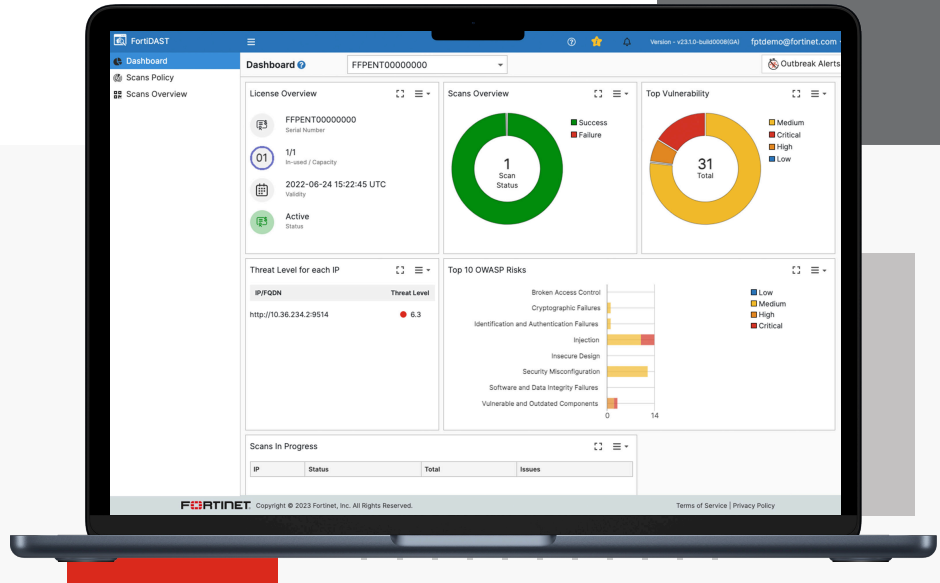 FortiDAST
Version - v23.1.0-build0008(GA)
fptdemo@fortinet.com
Dashboard
Scans Policy
Scans Overview
Dashboard
FFPENT00000000
Outbreak Alerts
License Overview
FFPENT00000000
Serial Number
01
1/1
In-used / Capacity
2022-06-24 15:22:45 UTC
Validity
Active
Status
Scans Overview
1
Scan
Status
Success
Failure
Top Vulnerability
31
Total
Medium
Critical
High
Low
Threat Level for each IP
IP/FQDN Threat Level
http://10.36.234.2:9514 6.3
Top 10 OWASP Risks
Broken Access Control
Cryptographic Failures
Identification and Authentication Failures
Injection
Insecure Design
Security Misconfiguration
Software and Data Integrity Failures
Vulnerable and Outdated Components
0 14
Low
Medium
High
Critical
Scans In Progress
IP Status Total Issues
FORTINET Copyright © 2023 Fortinet, Inc. All Rights Reserved. Terms of Service | Privacy Policy